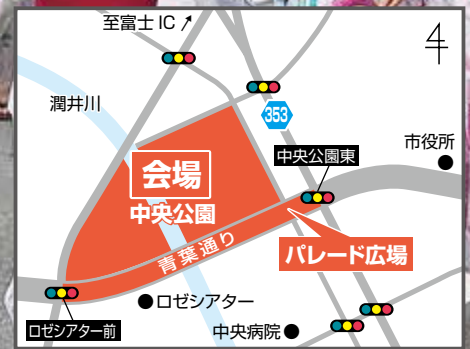 至富士IC
潤井川
353
市役所
中央公園東
会場
中央公園
青葉通り
パレード広場
ロゼシアター
ロゼシアター前
中央病院